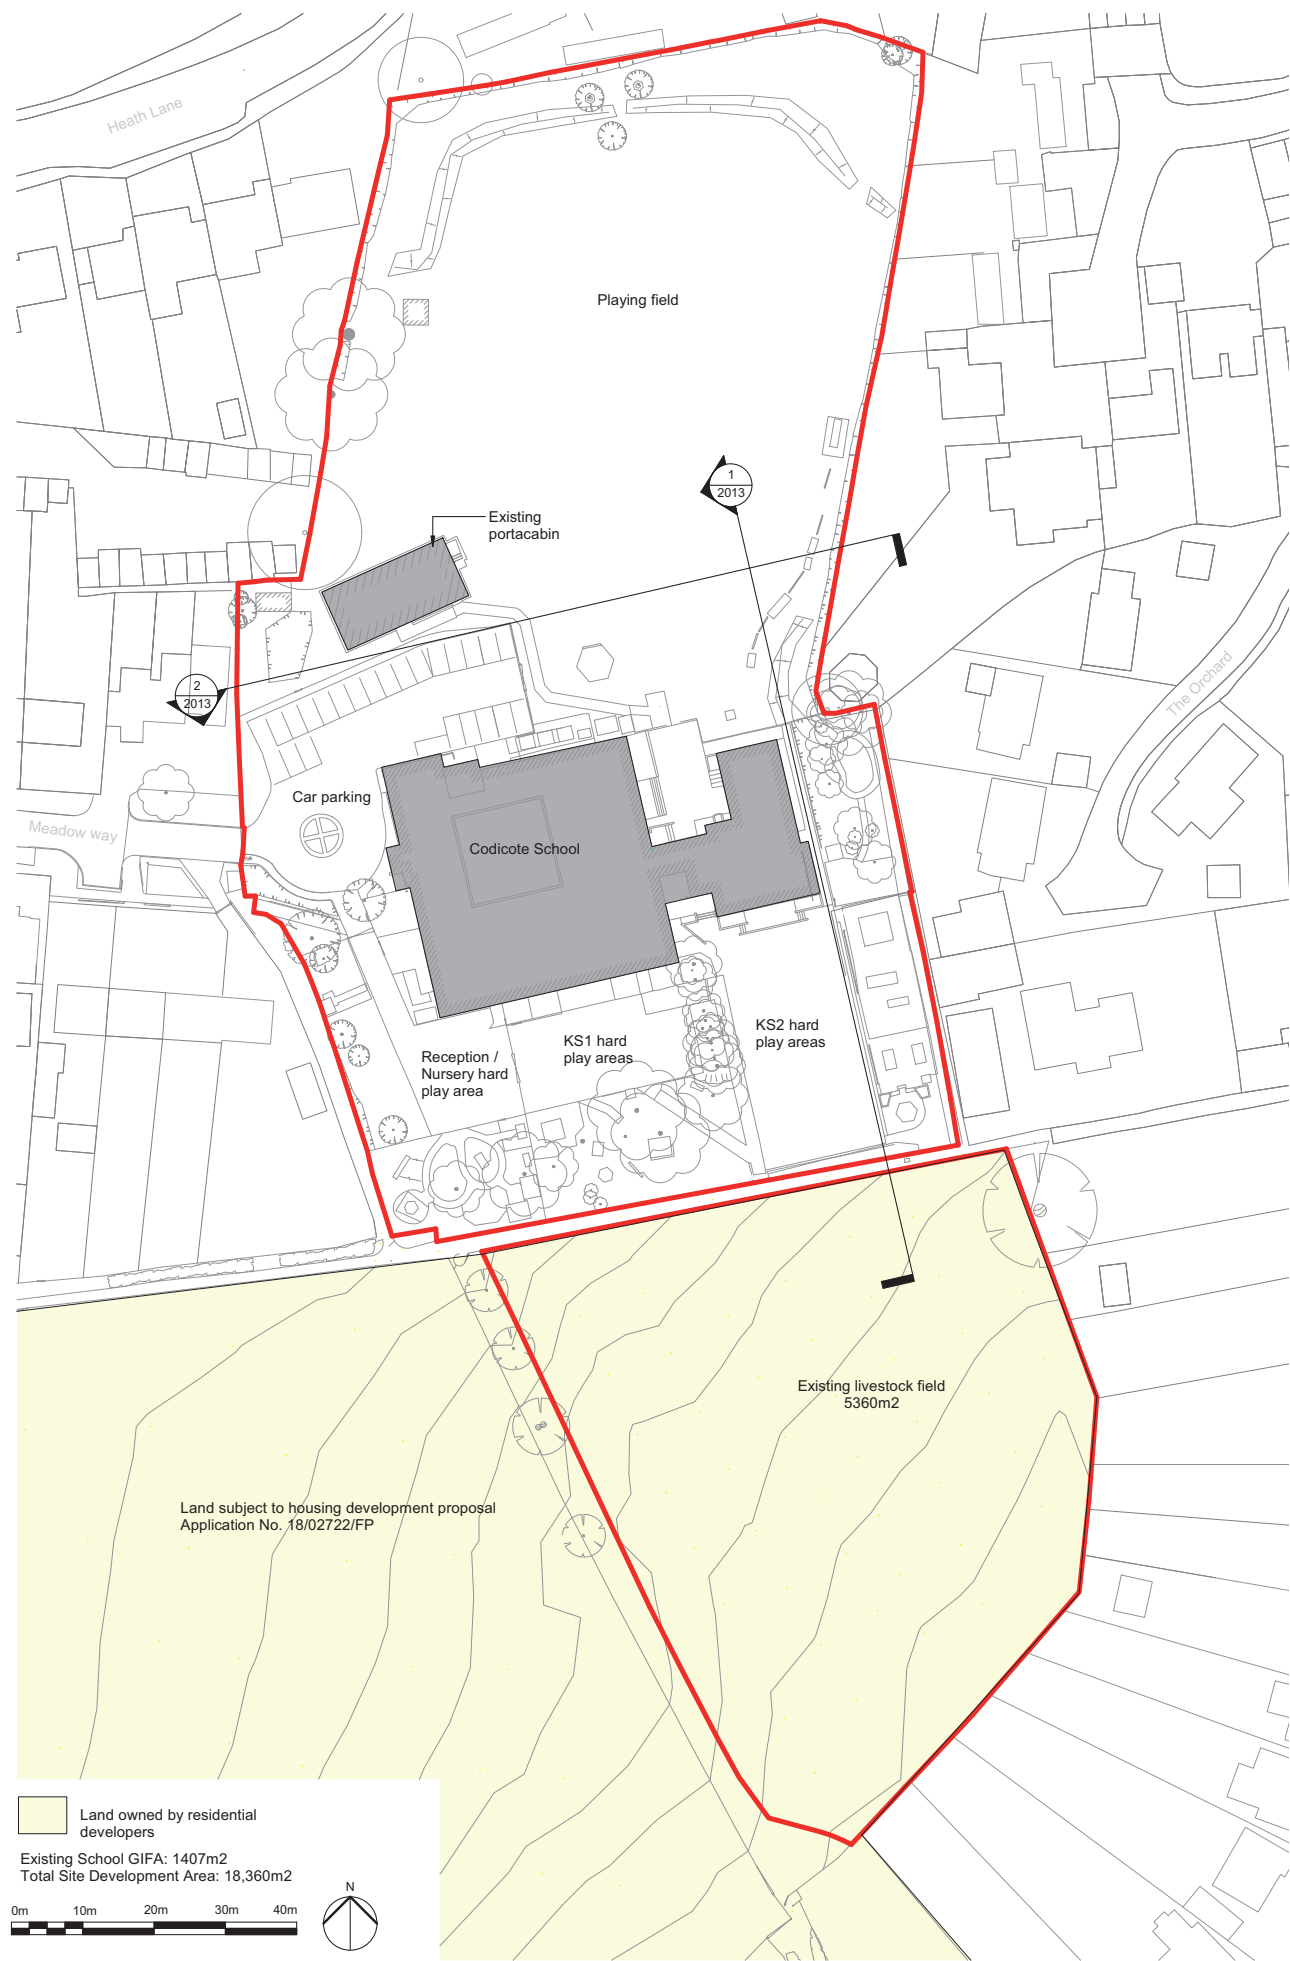 Heath Lane
Playing field
1
2013
Existing
portacabin
The Orchard
2
2013
Car parking
Meadow way
Codicote School
KS2 hard
play areas
KS1 hard
play areas
Reception /
Nursery hard
play area
Existing livestock field
5360m2
Land subject to housing development proposal
Application No. 18/02722/FP
Land owned by residential
developers
Existing School GIFA: 1407m2
Total Site Development Area: 18,360m2
0m 10m 20m 30m 40m
N